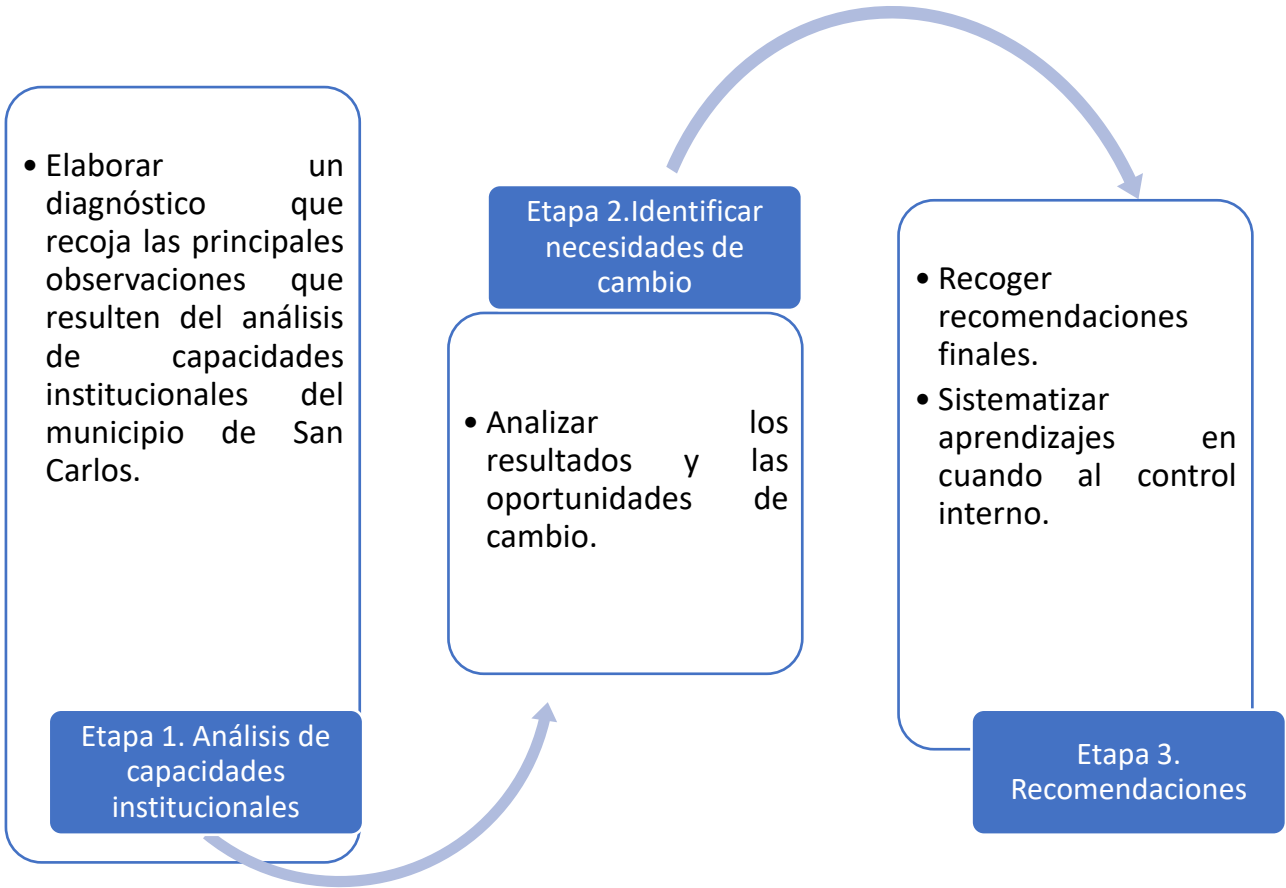 • Elaborar un
diagnóstico que
recoja las principales
observaciones que
resulten del análisis
de capacidades
institucionales del
municipio de San
Carlos.
Etapa 1. Análisis de
capacidades
institucionales
Etapa 2.Identificar
necesidades de
cambio
• Analizar los
resultados y las
oportunidades de
cambio.
• Recoger
recomendaciones
finales.
• Sistematizar
aprendizajes en
cuando al control
interno.
Etapa 3.
Recomendaciones